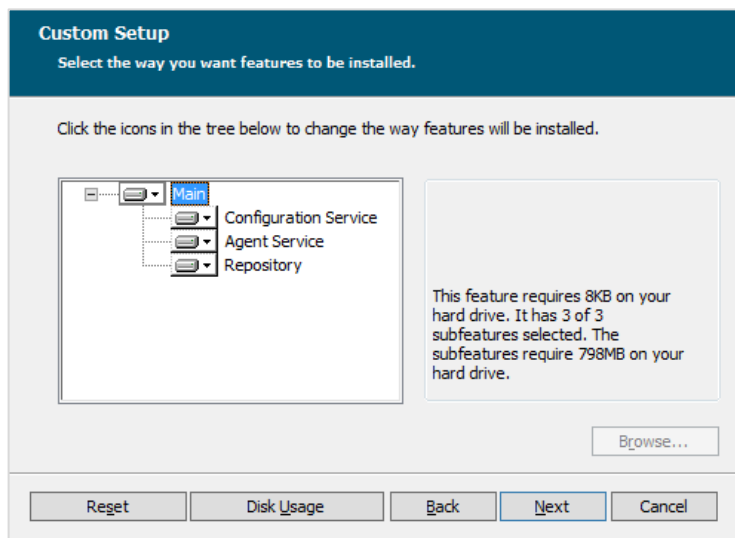 Custom Setup
Select the way you want features to be installed.
Click the icons in the tree below to change the way features will be installed.
Main
Configuration Service
Agent Service
Repository
This feature requires 8KB on your
hard drive. It has 3 of 3
subfeatures selected. The
subfeatures require 798MB on your
hard drive.
Browse...
Reset
Disk Usage
Back
Next
Cancel